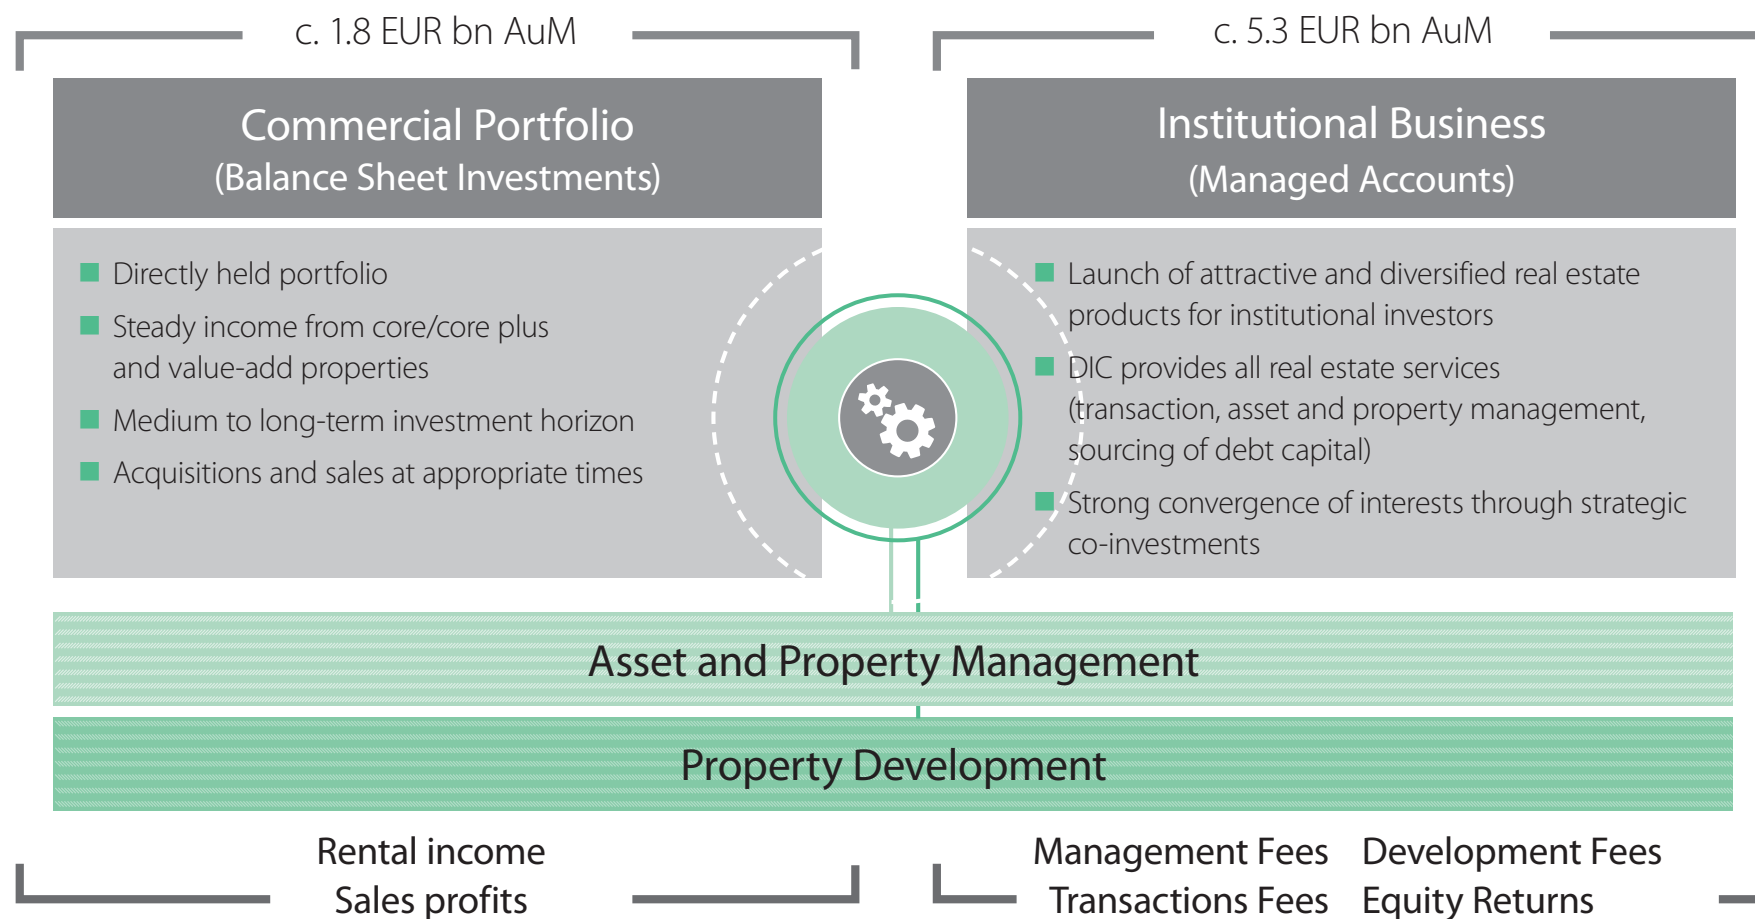 c. 1.8 EUR bn AuM
Commercial Portfolio
(Balance Sheet Investments)
Directly held portfolio
Steady income from core/core plus
and value-add properties
Medium to long-term investment horizon
Acquisitions and sales at appropriate times
c. 5.3 EUR bn AuM
Institutional Business
(Managed Accounts)
Launch of attractive and diversified real estate
products for institutional investors
DIC provides all real estate services
(transaction, asset and property management,
sourcing of debt capital)
Strong convergence of interests through strategic
co-investments
Asset and Property Management
Property Development
Rental income
Sales profits
Management Fees Development Fees
Transactions Fees Equity Returns